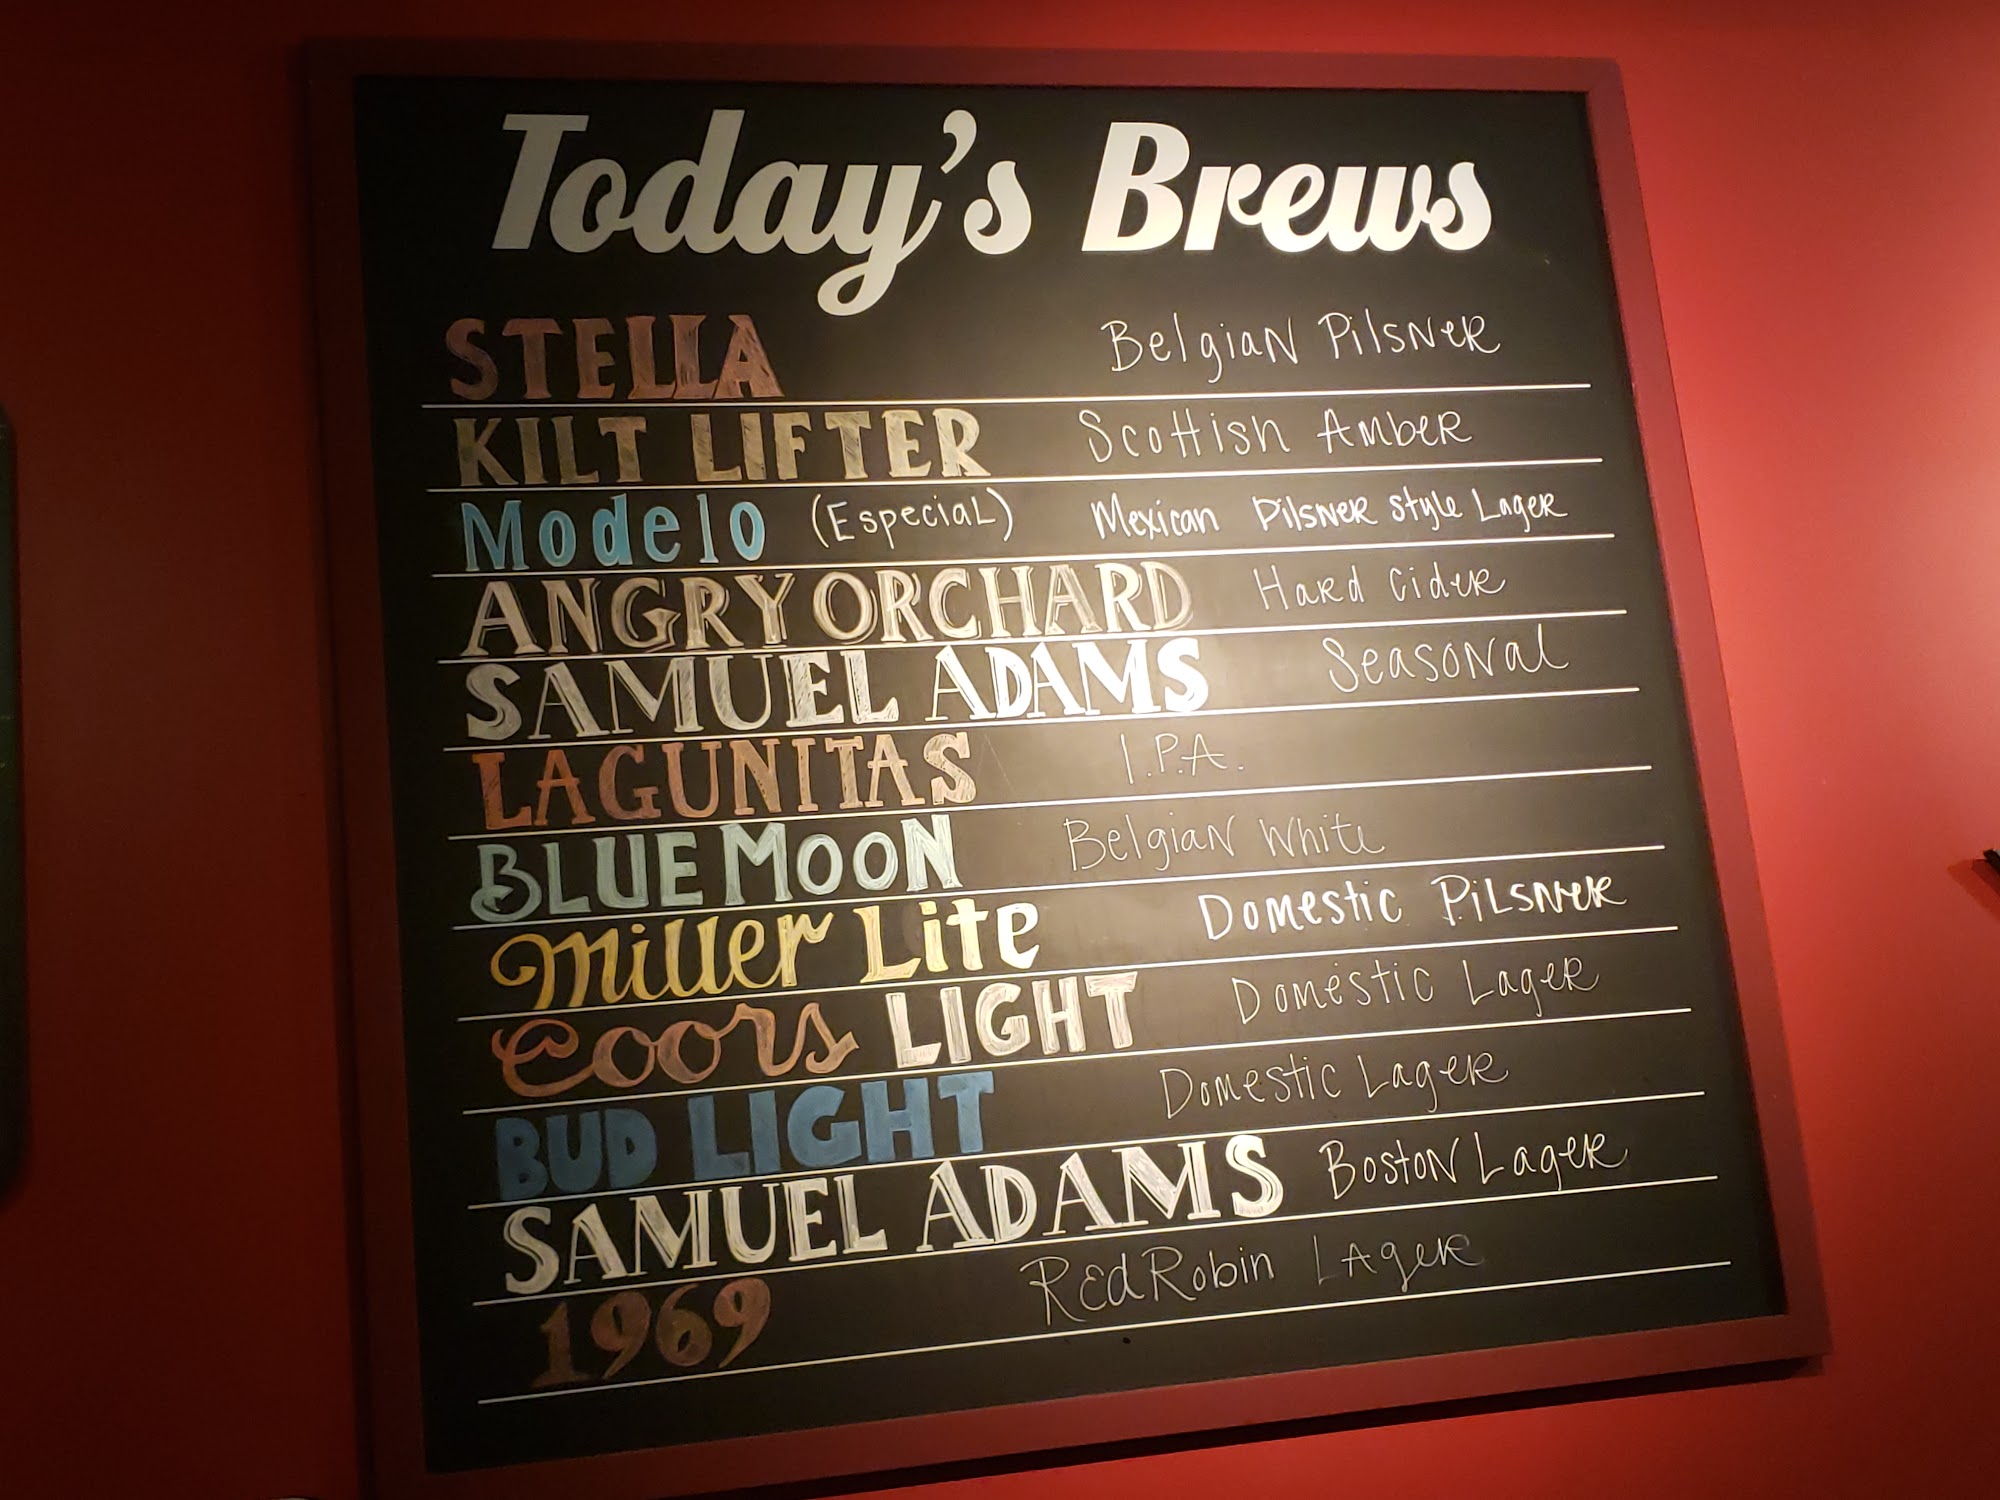 Today's Brews
STELLA Belgian Pilsner
KILT LIFTER Scottish Amber
Modelo (Especial) Mexican Pilsner Style Lager
ANGRY ORCHARD Hard Cider
SAMUEL ADAMS Seasonal
LAGUNITAS I.P.A.
BLUE MOON Belgian White
Miller Lite Domestic Pilsner
Coors LIGHT Domestic Lager
BUD LIGHT Domestic Lager
SAMUEL ADAMS Boston Lager
1969 Red Robin Lager